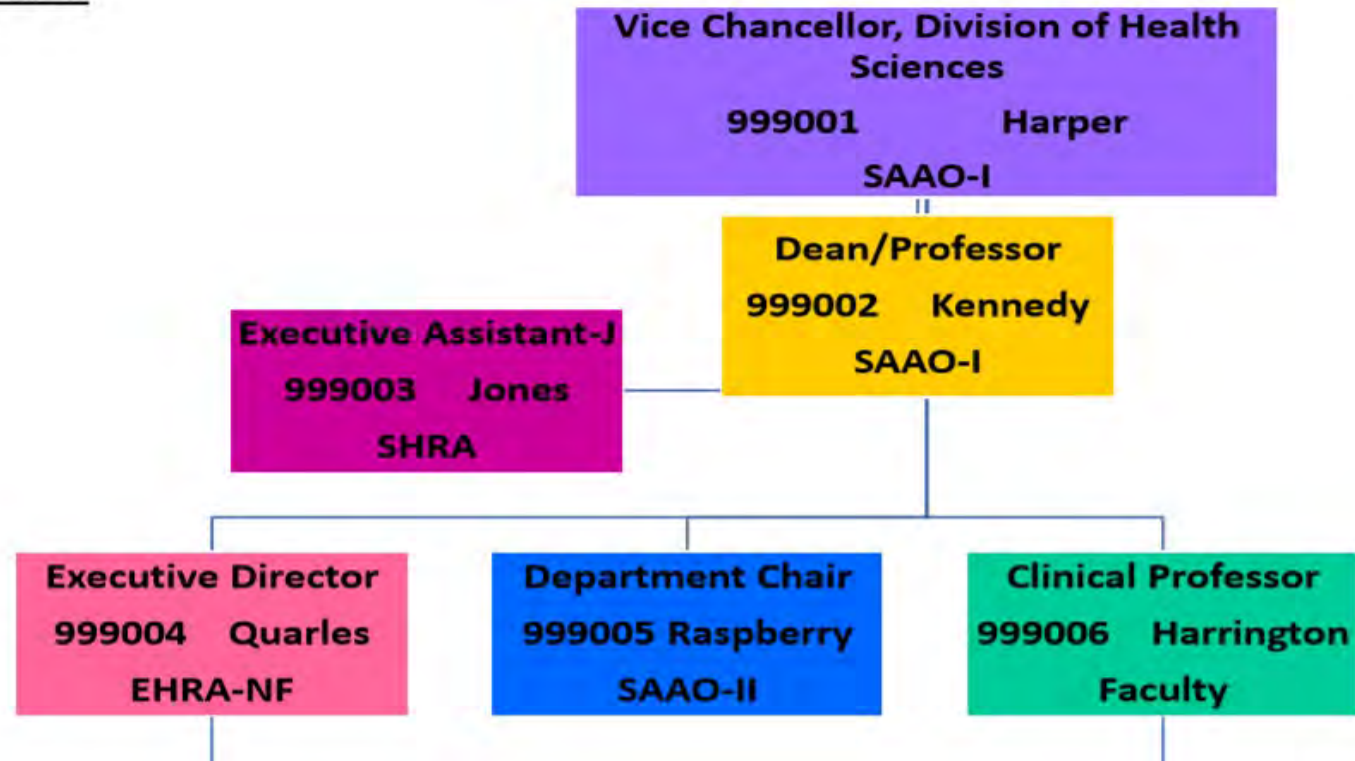 Vice Chancellor, Division of Health
Sciences
999001 Harper
SAAO-I
Dean/Professor
999002 Kennedy
SAAO-I
Executive Assistant-J
999003 Jones
SHRA
Executive Director
999004 Quarles
EHRA-NF
Department Chair
999005 Raspberry
SAAO-II
Clinical Professor
999006 Harrington
Faculty